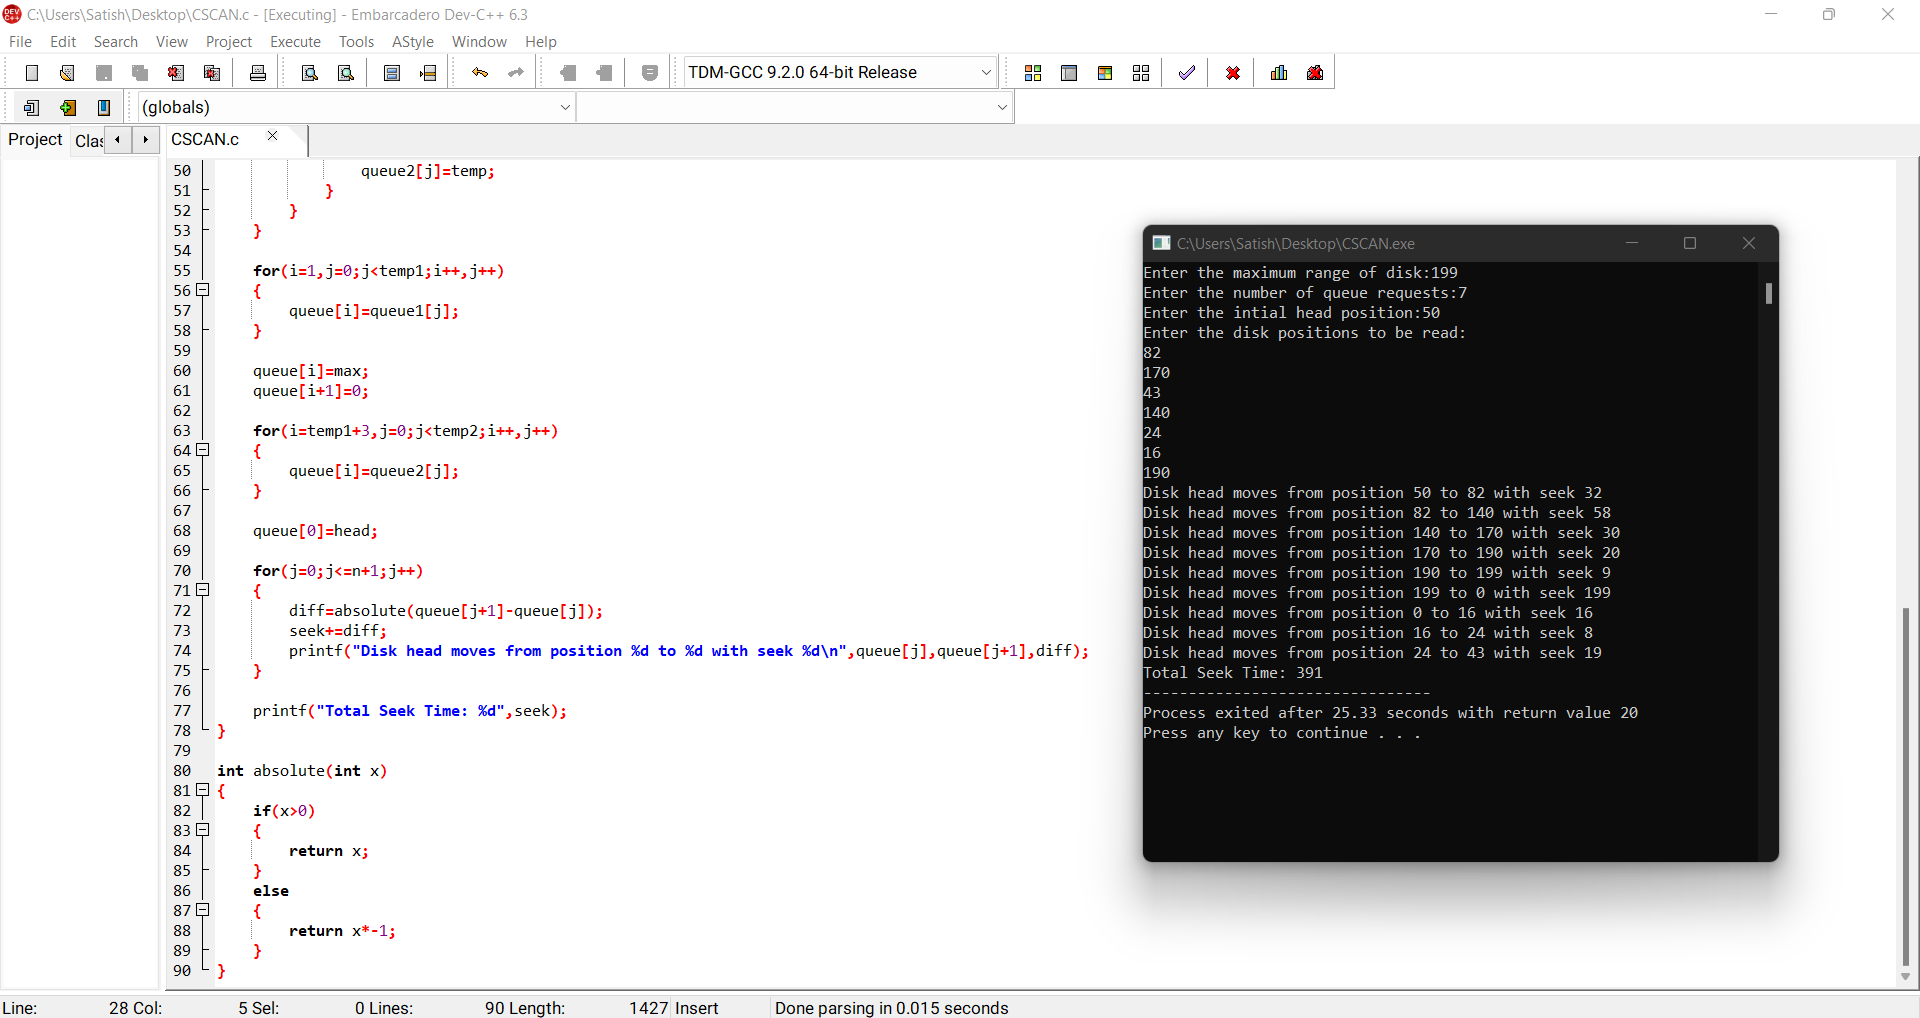 C:\Users\Satish\Desktop\CSCAN.c - [Executing] - Embarcadero Dev-C++ 6.3
File Edit Search View Project Execute Tools AStyle Window Help
TDM-GCC 9.2.0 64-bit Release
(globals)
Project Clas
CSCAN.c
50 queue2[j]=temp;
51 }
52 }
53 }
54
55 for(i=1,j=0;j<temp1;i++,j++)
56 {
57 queue[i]=queue1[j];
58 }
59
60 queue[i]=max;
61 queue[i+1]=0;
62
63 for(i=temp1+3,j=0;j<temp2;i++,j++)
64 {
65 queue[i]=queue2[j];
66 }
67
68 queue[0]=head;
69
70 for(j=0;j<=n+1;j++)
71 {
72 diff=absolute(queue[j+1]-queue[j]);
73 seek+=diff;
74 printf("Disk head moves from position %d to %d with seek %d\n",queue[j],queue[j+1],diff);
75 }
76
77 printf("Total Seek Time: %d",seek);
78 }
79
80 int absolute(int x)
81 {
82 if(x>0)
83 {
84 return x;
85 }
86 else
87 {
88 return x*-1;
89 }
90 }
C:\Users\Satish\Desktop\CSCAN.exe
Enter the maximum range of disk:199
Enter the number of queue requests:7
Enter the intial head position:50
Enter the disk positions to be read:
82
170
43
140
24
16
190
Disk head moves from position 50 to 82 with seek 32
Disk head moves from position 82 to 140 with seek 58
Disk head moves from position 140 to 170 with seek 30
Disk head moves from position 170 to 190 with seek 20
Disk head moves from position 190 to 199 with seek 9
Disk head moves from position 199 to 0 with seek 199
Disk head moves from position 0 to 16 with seek 16
Disk head moves from position 16 to 24 with seek 8
Disk head moves from position 24 to 43 with seek 19
Total Seek Time: 391
--------------------------------
Process exited after 25.33 seconds with return value 20
Press any key to continue . . .
Line: 28 Col: 5 Sel: 0 Lines: 90 Length: 1427 Insert Done parsing in 0.015 seconds